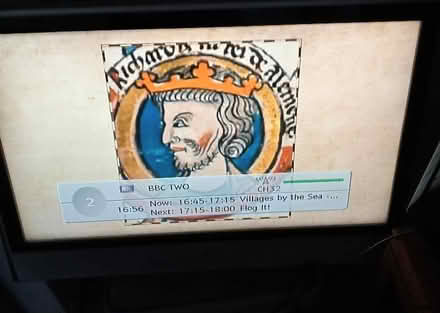 Richardus
BBC TWO
CH32
2
16:56
Now: 16:45-17:15 Villages by the Sea ...
Next: 17:15-18:00 Flog It!